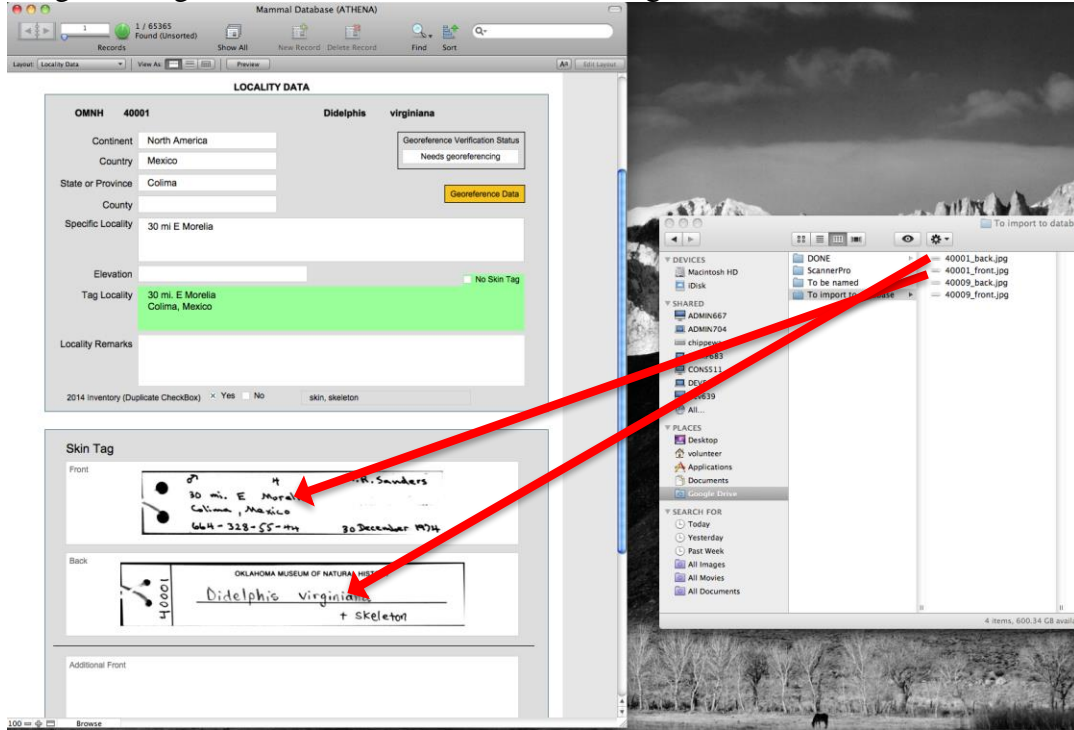 Mammal Database (ATHENA)
1
1 / 65365
Found (Unsorted)
Records
Show All
New Record
Delete Record
Find
Sort
Layout: Locality Data
View As:
Preview
Edit Layout
LOCALITY DATA
OMNH 40001 Didelphis virginiana
Continent North America
Country Mexico
State or Province Colima
County
Georeference Verification Status
Needs georeferencing
Georeference Data
Specific Locality 30 mi E Morelia
Elevation
No Skin Tag
Tag Locality 30 mi. E Morelia
Colima, Mexico
Locality Remarks
2014 Inventory (Duplicate CheckBox) Yes No skin, skeleton
Skin Tag
Front
♂ 4 R. Sanders
30 mi. E
Colima, Mexico
664-328-55-44 30 December 1974
Back
40001
OKLAHOMA MUSEUM OF NATURAL
Didelphis
+ skeleton
Additional Front
100
Browse
To import to datab
DEVICES
Macintosh HD
iDisk
SHARED
ADMIN667
ADMIN704
CONS511
All...
PLACES
Desktop
volunteer
Applications
Documents
Google Drive
SEARCH FOR
Today
Yesterday
Past Week
All Images
All Movies
All Documents
DONE
ScannerPro
To be named
To import to
40001_back.jpg
40001_front.jpg
40009_back.jpg
40009_front.jpg
4 items, 600.34 GB avail